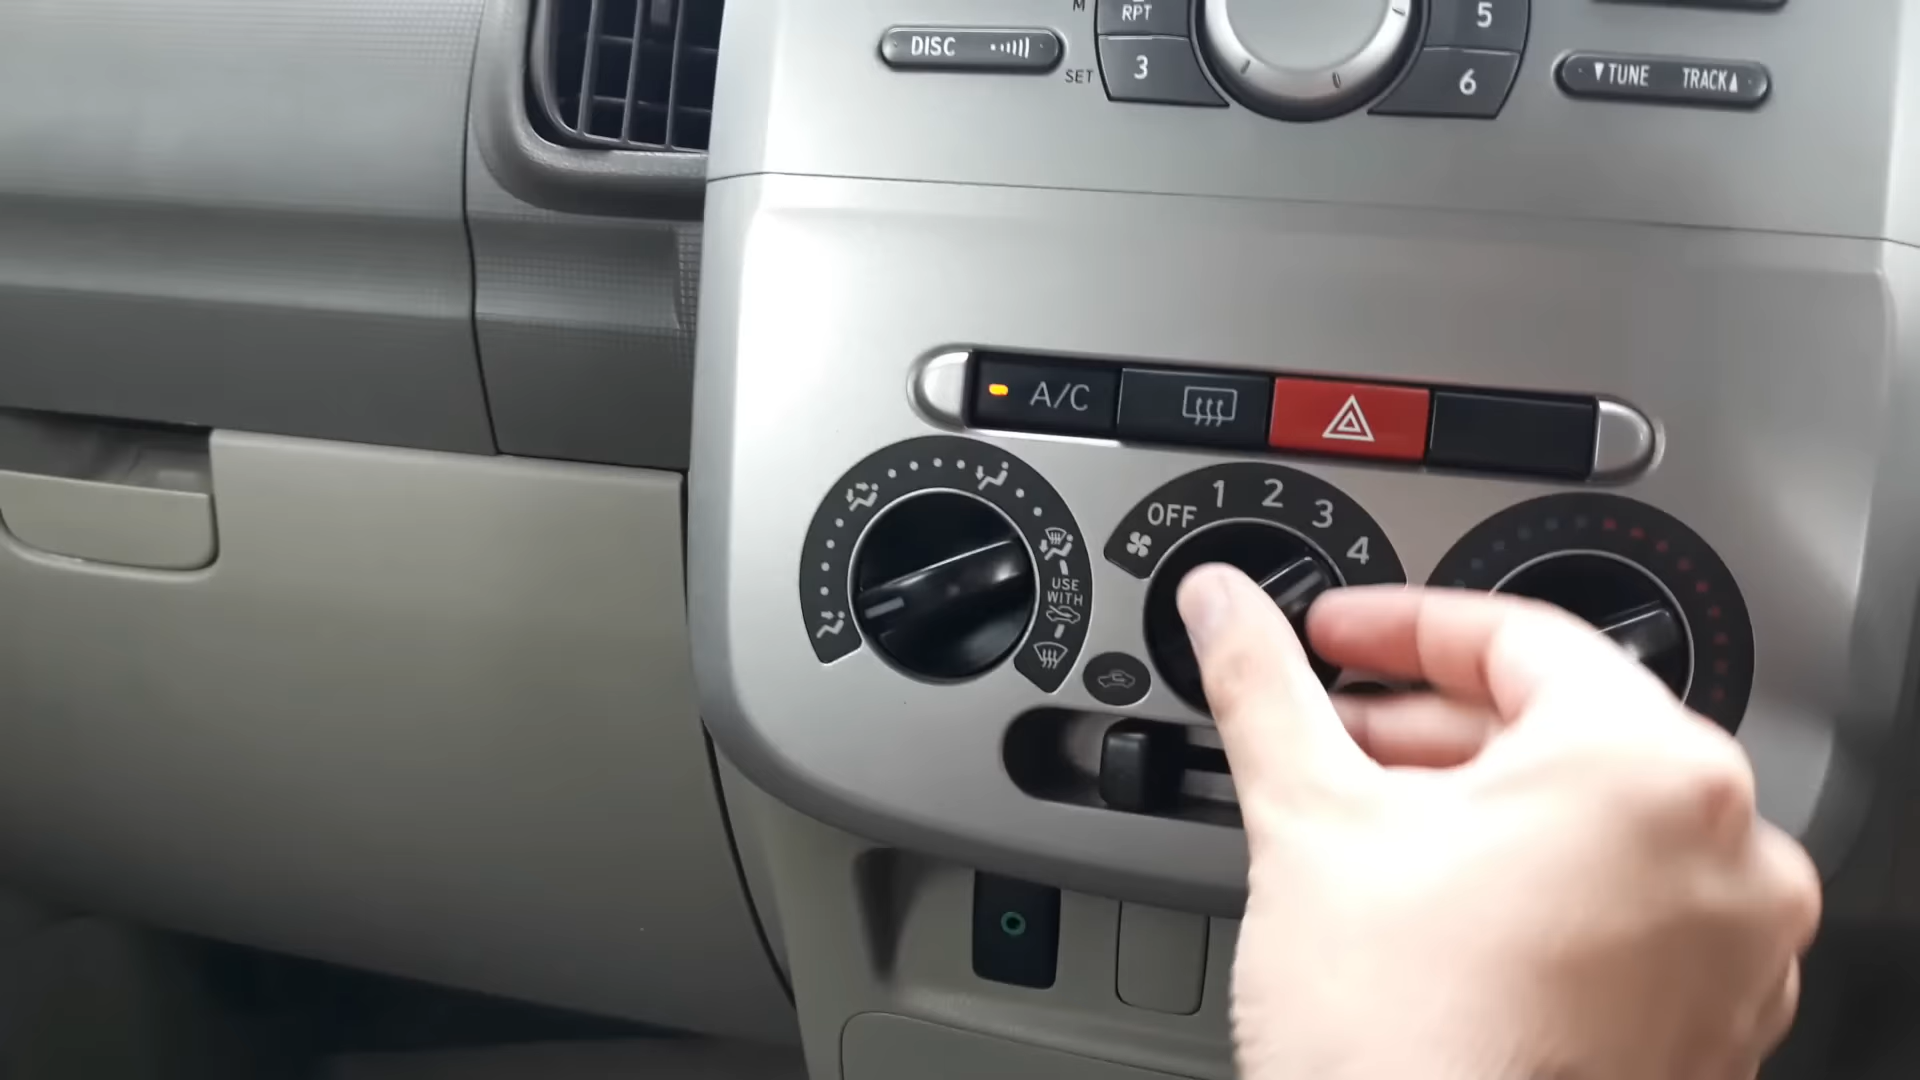 M
RPT
5
DISC
SET
3
6
▼TUNE TRACK▲
A/C
OFF
1
2
3
4
USE
WITH